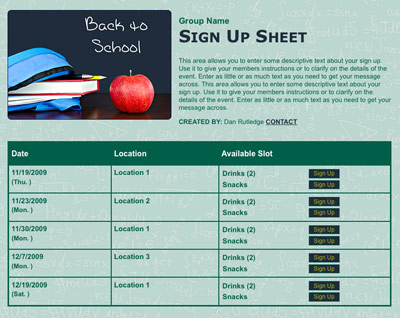 Back to
School
Group Name
SIGN UP SHEET
This area allows you to enter some descriptive text about your sign up.
Use it to give your members instructions or to clarify on the details of the
event. Enter as little or as much text as you need to get your message
across. This area allows you to enter some descriptive text about your
sign up. Use it to give your members instructions or to clarify on the
details of the event. Enter as little or as much text as you need to get your
message across.
CREATED BY: Dan Rutledge CONTACT
Date Location Available Slot
11/19/2009 Location 1 Drinks (2) Sign Up
(Thu. ) Snacks Sign Up
11/23/2009 Location 2 Drinks (2) Sign Up
(Mon. ) Snacks Sign Up
11/30/2009 Location 1 Drinks (2) Sign Up
(Mon. ) Snacks Sign Up
12/7/2009 Location 3 Drinks (2) Sign Up
(Mon. ) Snacks Sign Up
12/19/2009 Location 1 Drinks (2) Sign Up
(Sat. ) Snacks Sign Up